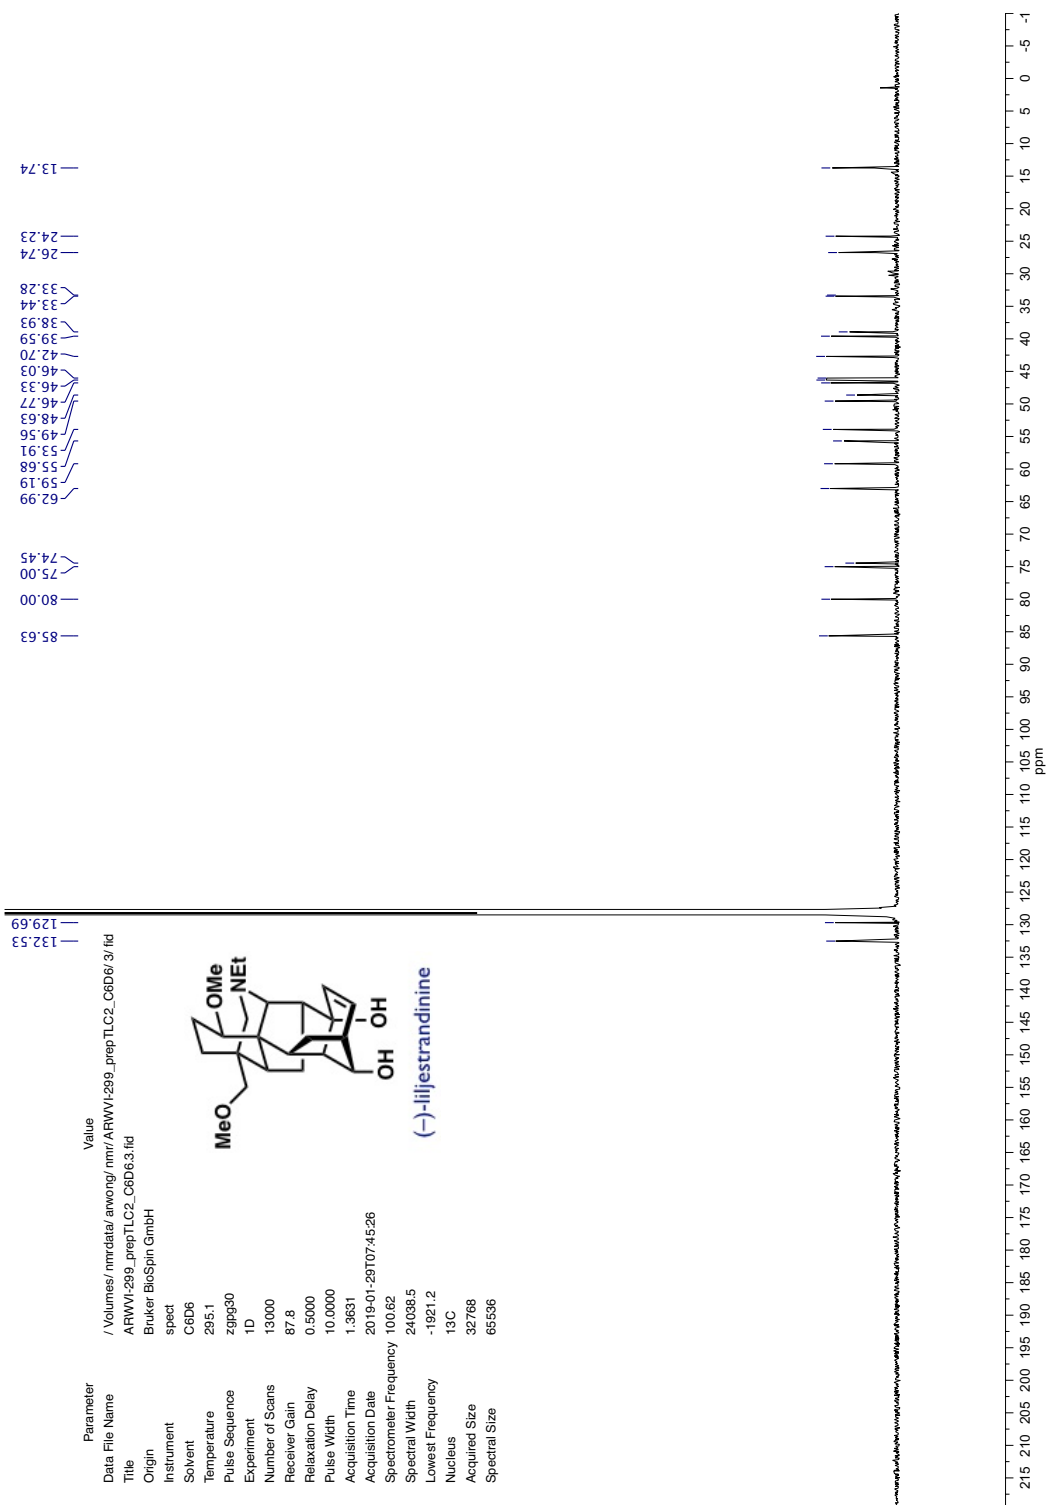 132.53
129.69
85.63
80.00
75.00
74.45
62.99
59.19
55.68
53.91
49.56
48.63
46.77
46.33
46.03
42.70
39.59
38.93
33.44
33.28
26.74
24.23
13.74
Parameter Value
Data File Name / Volumes/ nmrdata/ arwong/ nmr/ ARWVI-299_prepTLC2_C6D6/ 3/ fid
Title ARWVI-299_prepTLC2_C6D6.3.fid
Origin Bruker BioSpin GmbH
Instrument spect
Solvent C6D6
Temperature 295.1
Pulse Sequence zgpg30
Experiment 1D
Number of Scans 13000
Receiver Gain 87.8
Relaxation Delay 0.5000
Pulse Width 10.0000
Acquisition Time 1.3631
Acquisition Date 2019-01-29T07:45:26
Spectrometer Frequency 100.62
Spectral Width 24038.5
Lowest Frequency -1921.2
Nucleus 13C
Acquired Size 32768
Spectral Size 65536
OMe
MeO
NEt
OH
OH
(−)-liljestrandinine
215 210 205 200 195 190 185 180 175 170 165 160 155 150 145 140 135 130 125 120 115 110 105 100 95 90 85 80 75 70 65 60 55 50 45 40 35 30 25 20 15 10 5 0 -5 -1
ppm